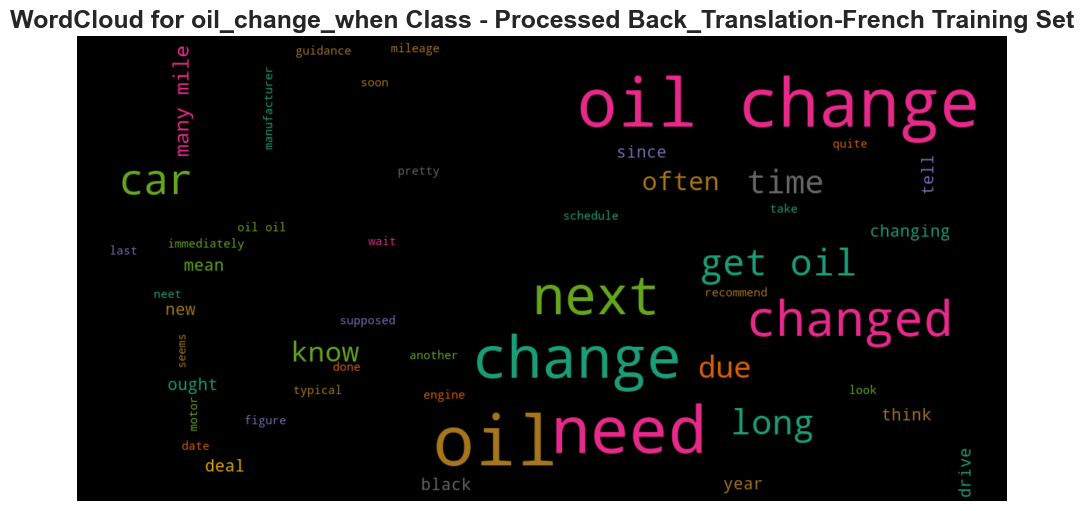 WordCloud for oil_change_when Class - Processed Back_Translation-French Training Set
guidance
mileage
many mile
manufacturer
soon
oil change
quite
since
tell
pretty
car
often
time
schedule
take
oil oil
changing
immediately
wait
last
mean
get oil
neet
next
recommend
new
supposed
changed
seems
know
another
change
done
due
ought
typical
engine
look
motor
figure
oil
need
long
think
date
deal
black
year
drive